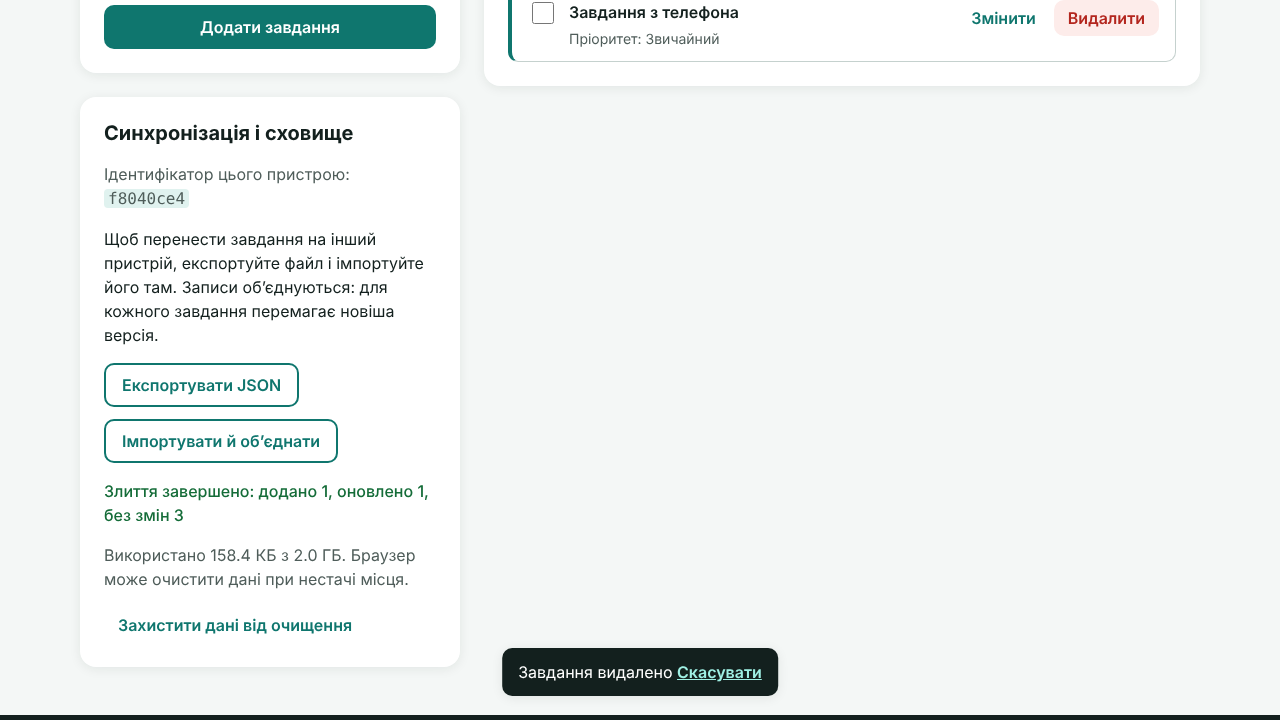 Додати завдання
Синхронізація і сховище
Ідентифікатор цього пристрою:
f8040ce4
Щоб перенести завдання на інший
пристрій, експортуйте файл і імпортуйте
його там. Записи об’єднуються: для
кожного завдання перемагає новіша
версія.
Експортувати JSON
Імпортувати й об’єднати
Злиття завершено: додано 1, оновлено 1,
без змін 3
Використано 158.4 КБ з 2.0 ГБ. Браузер
може очистити дані при нестачі місця.
Захистити дані від очищення
Завдання з телефона
Пріоритет: Звичайний
Змінити
Видалити
Завдання видалено Скасувати